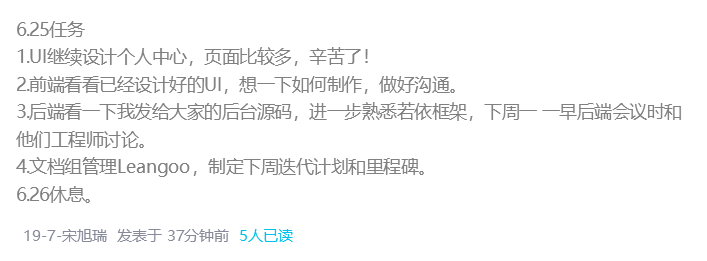 6.25任务
1.UI继续设计个人中心，页面比较多，辛苦了！
2.前端看看已经设计好的UI，想一下如何制作，做好沟通。
3.后端看一下我发给大家的后台源码，进一步熟悉若依框架，下周一 一早后端会议时和
他们工程师讨论。
4.文档组管理Leangoo，制定下周迭代计划和里程碑。
6.26休息。
19-7-宋旭瑞 发表于 37分钟前 5人已读